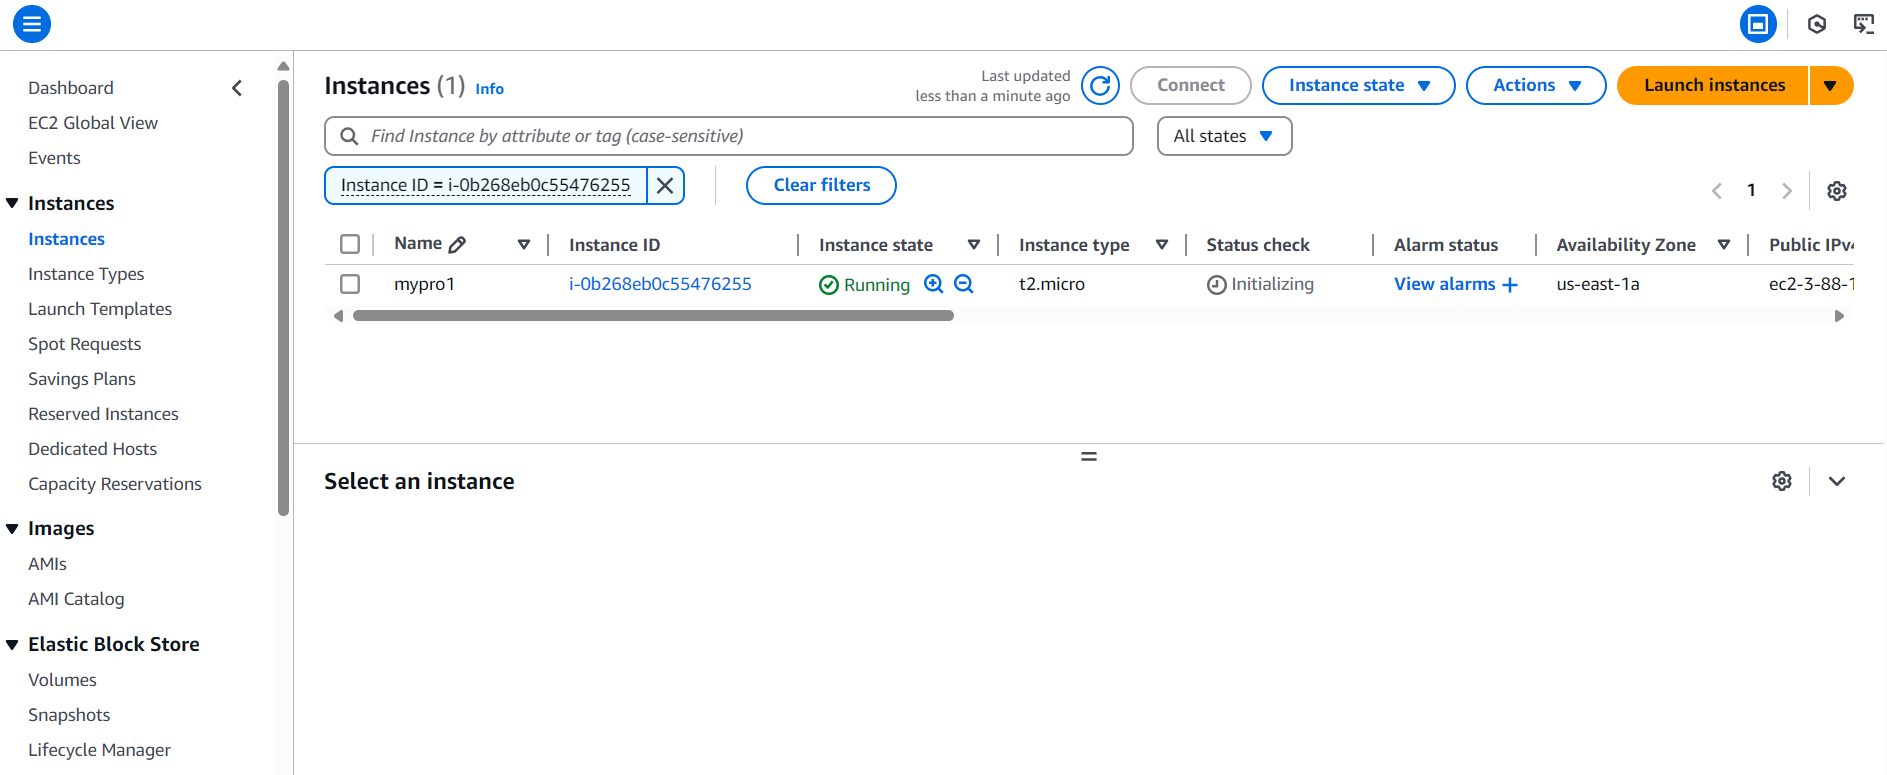 Dashboard
EC2 Global View
Events
Instances
Instances
Instance Types
Launch Templates
Spot Requests
Savings Plans
Reserved Instances
Dedicated Hosts
Capacity Reservations
Images
AMIs
AMI Catalog
Elastic Block Store
Volumes
Snapshots
Lifecycle Manager
Instances (1) Info
Last updated
less than a minute ago
Connect
Instance state
Actions
Launch instances
Find Instance by attribute or tag (case-sensitive)
All states
Instance ID = i-0b268eb0c55476255
Clear filters
1
Name Instance ID Instance state Instance type Status check Alarm status Availability Zone Public IPv4
mypro1 i-0b268eb0c55476255 Running t2.micro Initializing View alarms + us-east-1a ec2-3-88-1
Select an instance